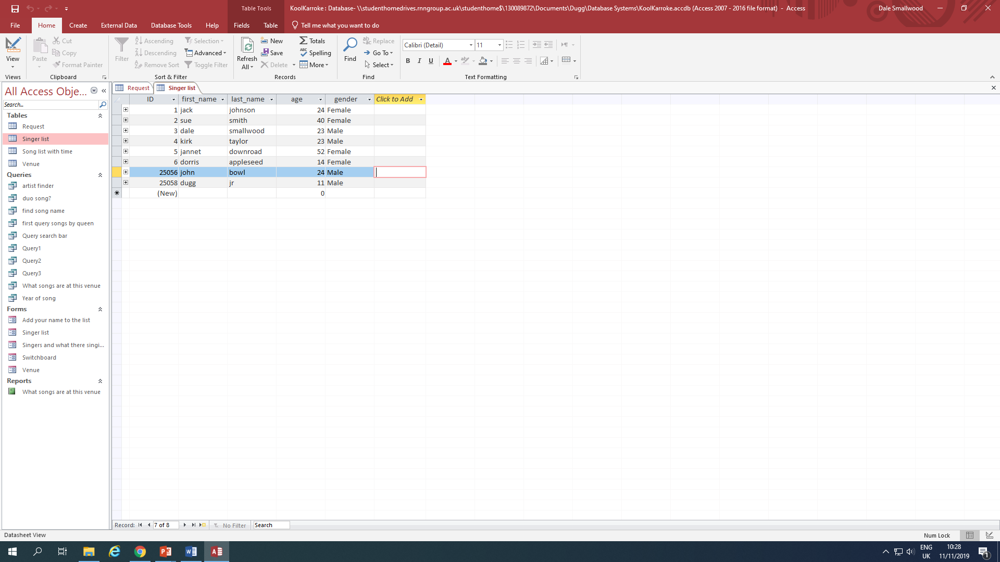 Table Tools
KoolKarroke : Database- \\studenthomedrives.rnngroup.ac.uk\studenthome$\130089872\Documents\Dugg\Database Systems\KoolKarroke.accdb (Access 2007 - 2016 file format) - Access
Dale Smallwood
File Home Create External Data Database Tools Help Fields Table Tell me what you want to do
View
Views
Paste
Cut
Copy
Format Painter
Clipboard
Filter
Ascending
Descending
Remove Sort
Selection
Advanced
Toggle Filter
Sort & Filter
Refresh
All
New
Save
Delete
Totals
Spelling
More
Records
Find
Replace
Go To
Select
Find
Calibri (Detail) 11
B I U
Text Formatting
All Access Obje...
Search...
Tables
Request
Singer list
Song list with time
Venue
Queries
artist finder
duo song?
find song name
first query songs by queen
Query search bar
Query1
Query2
Query3
What songs are at this venue
Year of song
Forms
Add your name to the list
Singer list
Singers and what there singi...
Switchboard
Venue
Reports
What songs are at this venue
Request Singer list
ID first_name last_name age gender Click to Add
1 jack johnson 24 Female
2 sue smith 40 Female
3 dale smallwood 23 Male
4 kirk taylor 23 Male
5 jannet downroad 52 Female
6 dorris appleseed 14 Female
25056 john bowl 24 Male
25058 dugg jr 11 Male
(New) 0
Record: 7 of 8 No Filter Search
Datasheet View
Num Lock
ENG
UK
10:28
11/11/2019
1